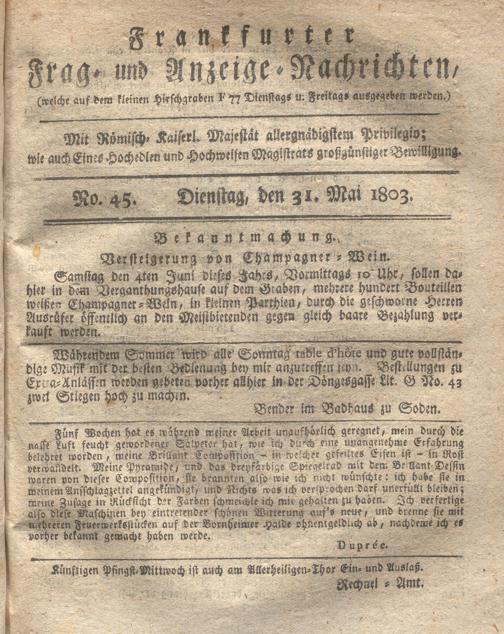 Frankfurter
Frag- und Anzeige-Nachrichten,
(welche auf dem kleinen Hirschgraben F 77 Dienstags u. Freitags ausgegeben werden.)
Mit Römisch-Kaiserl. Majestät allergnädigstem Privilegio;
wie auch Eines Hochedlen und Hochweisen Magistrats großgünstiger Bewilligung.
No. 45. Dienstag, den 31. Mai 1803.
Bekanntmachung.
Versteigerung von Champagner-Wein.
Samstag den 4ten Juni dieses Jahrs, Vormittags 10 Uhr, sollen da-
hier in dem Verganthungshause auf dem Graben, mehrere hundert Bouteillen
weißen Champagner-Wein, in kleinen Parthien, durch die geschworne Herren
Ausrüfer öffentlich an den Meistbietenden gegen gleich baare Bezahlung ver-
kauft werden.
Währendem Sommer wird alle Sonntag table d'hôte und gute vollstän-
dige Musik mit der besten Bedienung bey mir anzutreffen seyn. Bestellungen zu
Extra-Anlässen werden gebeten vorher allhier in der Döngesgasse Lit. G No. 43
zwei Stiegen hoch zu machen.
Bender im Badhaus zu Soden.
Fünf Wochen hat es während meiner Arbeit unaufhörlich geregnet, mein durch die
nasse Luft feucht gewordener Salpeter hat, wie ich durch eine unangenehme Erfahrung
belehret worden, meine Brillant Composition – in welcher gefeiltes Eisen ist – in Rost
verwandelt. Meine Pyramide, und das dreyfärbige Spiegelrad mit dem Brillant-Dessin
waren von dieser Composition, sie brannten also wie ich nicht wünschte: ich habe sie in
meinem Anschlagzettel angekündigt, und Nichts was ich versprochen darf unerfüllt bleiben;
meine Zusage in Rücksicht der Farben schmeichle ich mir gehalten zu haben. Ich verfertige
also diese Maschinen bey eintretender schönen Witterung auf's neue, und brenne sie mit
mehreren Feuerwerkstücken auf der Bornheimer Haide ohnentgeldlich ab, nachdeme ich es
vorher bekannt gemacht haben werde.
Duprée.
Künftigen Pfingst-Mittwoch ist auch am Allerheiligen-Thor Ein- und Auslaß.
Rechnei-Amt.